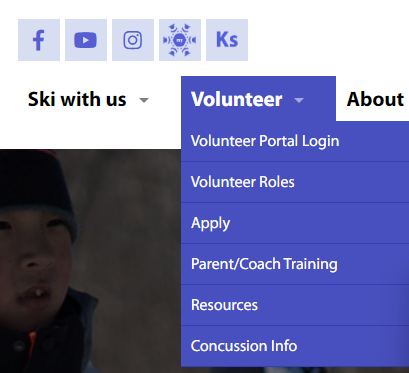 Ks
Ski with us
Volunteer
About
Volunteer Portal Login
Volunteer Roles
Apply
Parent/Coach Training
Resources
Concussion Info